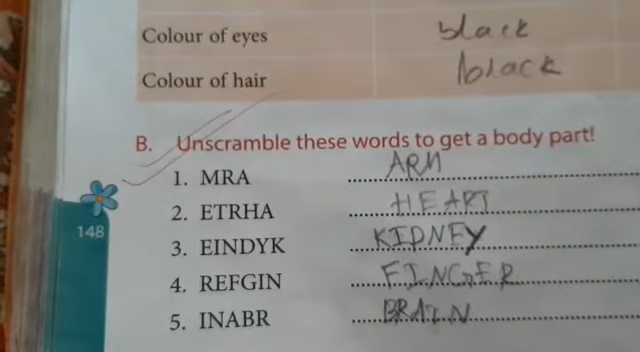 Colour of eyes black
Colour of hair black
B. Unscramble these words to get a body part!
1. MRA ARM
2. ETRHA HEART
148
3. EINDYK KIDNEY
4. REFGIN FINGER
5. INABR BRAIN